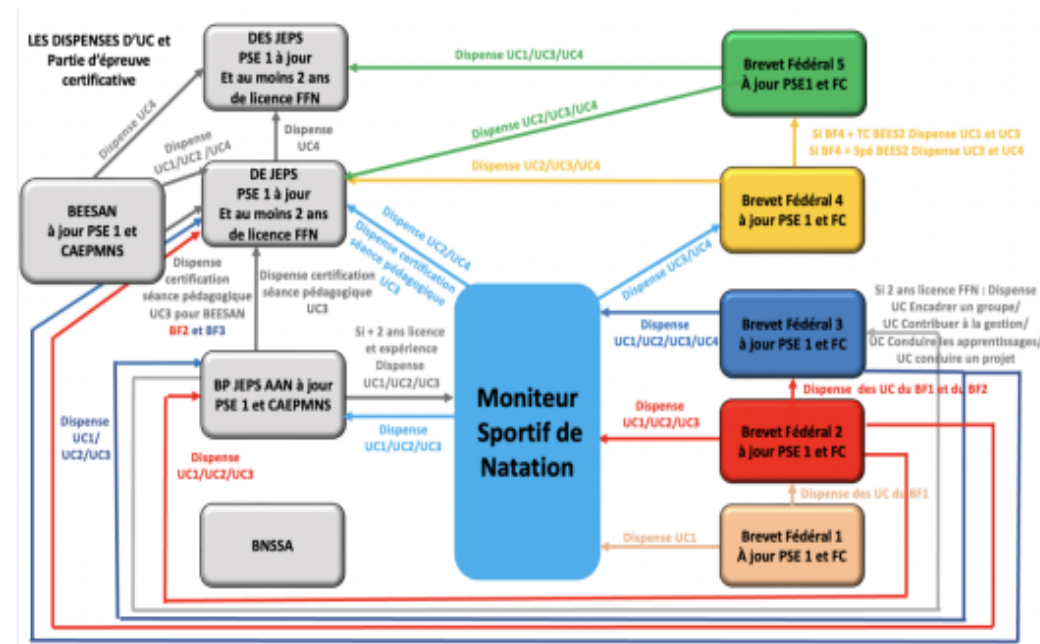 LES DISPENSES D'UC et
Partie d'épreuve
certificative
DES JEPS
PSE 1 à jour
Et au moins 2 ans
de licence FFN
Dispense UC1/UC3/UC4
Brevet Fédéral 5
À jour PSE1 et FC
Dispense UC4
Dispense
UC1/UC2 /UC4
Dispense
UC4
Dispense UC2/UC3/UC4
Si BF4 + TC BEES2 Dispense UC1 et UC3
Si BF4 + Spé BEES2 Dispense UC3 et UC4
BEESAN
à jour PSE 1 et
CAEPMNS
DE JEPS
PSE 1 à jour
Et au moins 2 ans
de licence FFN
Dispense UC2/UC3/UC4
Brevet Fédéral 4
à jour PSE 1 et FC
Dispense UC2/UC4
Dispense certification
séance pédagogique
UC3
Dispense UC3/UC4
Dispense
certification
séance pédagogique
UC3 pour BEESAN
BF2 et BF3
Dispense certification
séance pédagogique
UC3
Si + 2 ans licence
et expérience
Dispense
UC1/UC2/UC3
Dispense
UC1/UC2/UC3/UC4
Brevet Fédéral 3
à jour PSE 1 et FC
Si 2 ans licence FFN : Dispense
UC Encadrer un groupe/
UC Contribuer à la gestion/
UC Conduire les apprentissages/
UC conduire un projet
BP JEPS AAN à jour
PSE 1 et CAEPMNS
Moniteur
Sportif de
Natation
Dispense des UC du BF1 et du BF2
Dispense
UC1/
UC2/UC3
Dispense
UC1/UC2/UC3
Dispense
UC1/UC2/UC3
Dispense
UC1/UC2/UC3
Brevet Fédéral 2
à jour PSE 1 et FC
Dispense des UC du BF1
BNSSA
Dispense UC1
Brevet Fédéral 1
À jour PSE 1 et FC